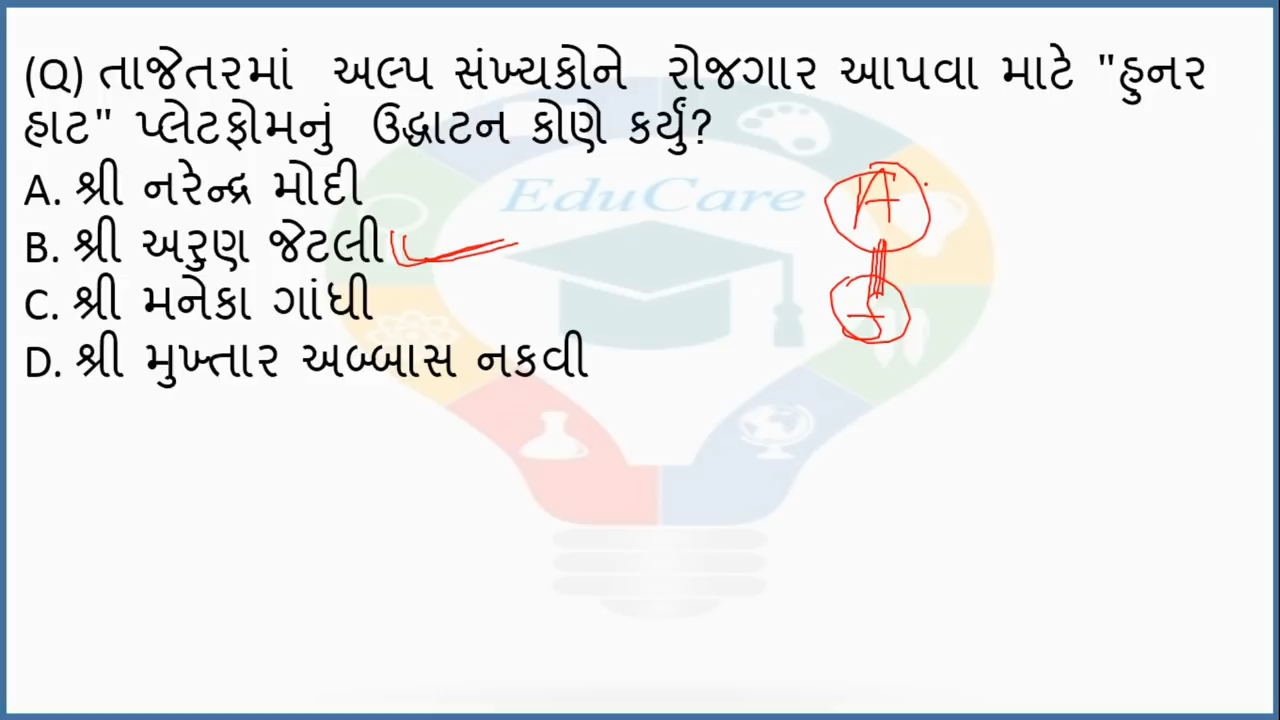 (Q) તાજેતરમાં અલ્પ સંખ્યકોને રોજગાર આપવા માટે "હુનર
હાટ" પ્લેટફોમનું ઉદ્ઘાટન કોણે કર્યું?
A. શ્રી નરેન્દ્ર મોદી
B. શ્રી અરુણ જેટલી
C. શ્રી મનેકા ગાંધી
D. શ્રી મુખ્તાર અબ્બાસ નકવી
EduCare